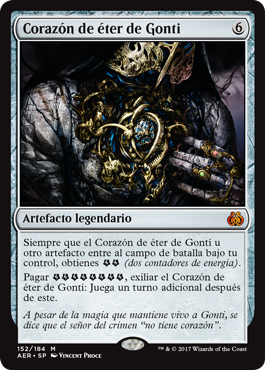 Corazón de éter de Gonti 6
Artefacto legendario
Siempre que el Corazón de éter de Gonti u
otro artefacto entre al campo de batalla bajo tu
control, obtienes (dos contadores de energía).
Pagar , exiliar el Corazón de
éter de Gonti: Juega un turno adicional después
de este.
A pesar de la magia que mantiene vivo a Gonti, se
dice que el señor del crimen “no tiene corazón”.
152/184 M
AER • SP VINCENT PROCE
™ & © 2017 Wizards of the Coast